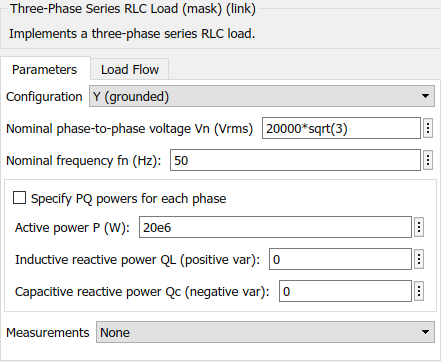 Three-Phase Series RLC Load (mask) (link)
Implements a three-phase series RLC load.
Parameters Load Flow
Configuration Y (grounded)
Nominal phase-to-phase voltage Vn (Vrms) 20000*sqrt(3)
Nominal frequency fn (Hz): 50
Specify PQ powers for each phase
Active power P (W): 20e6
Inductive reactive power QL (positive var): 0
Capacitive reactive power Qc (negative var): 0
Measurements None